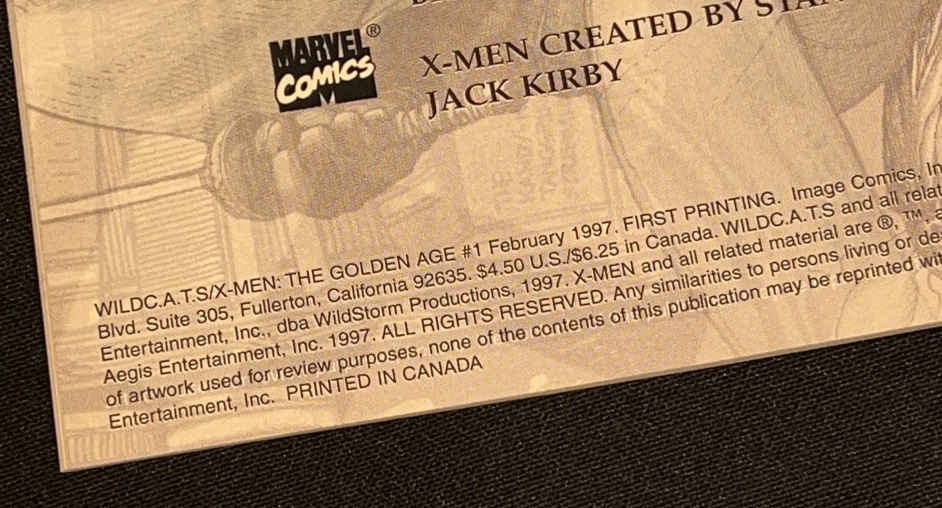 MARVEL®
COMICS
X-MEN CREATED BY
JACK KIRBY
WILDC.A.T.S/X-MEN: THE GOLDEN AGE #1 February 1997. FIRST PRINTING. Image Comics, In
Blvd. Suite 305, Fullerton, California 92635. $4.50 U.S./$6.25 in Canada. WILDC.A.T.S and all rela
Entertainment, Inc., dba WildStorm Productions, 1997. X-MEN and all related material are ®, ™, a
Aegis Entertainment, Inc. 1997. ALL RIGHTS RESERVED. Any similarities to persons living or de
of artwork used for review purposes, none of the contents of this publication may be reprinted wit
Entertainment, Inc. PRINTED IN CANADA